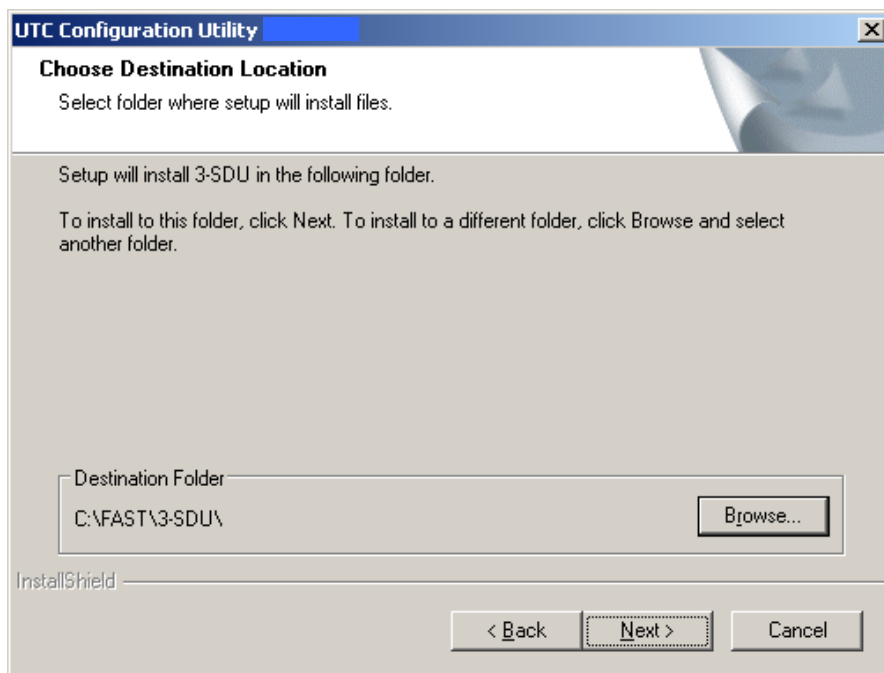 UTC Configuration Utility
Choose Destination Location
Select folder where setup will install files.
Setup will install 3-SDU in the following folder.
To install to this folder, click Next. To install to a different folder, click Browse and select
another folder.
Destination Folder
C:\FAST\3-SDU\
Browse...
InstallShield
< Back
Next >
Cancel